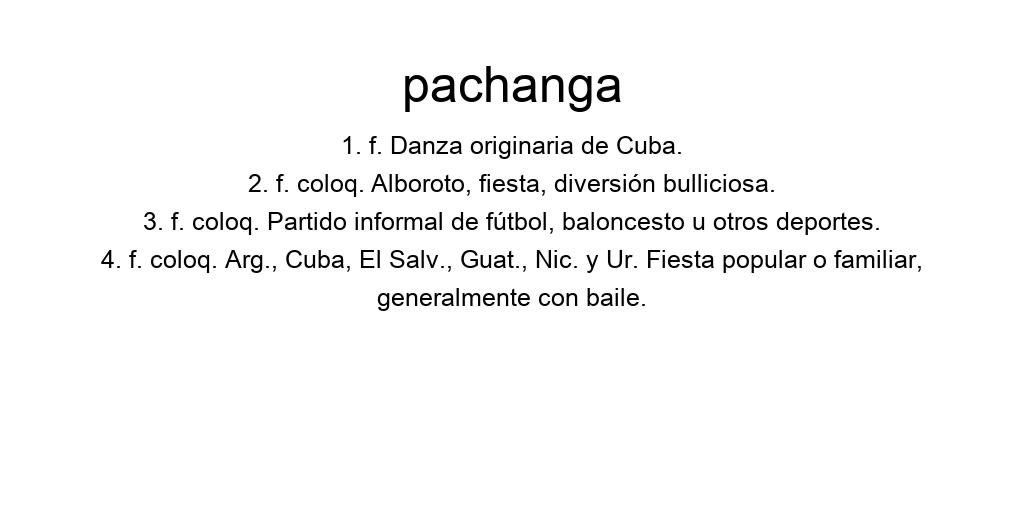 pachanga
1. f. Danza originaria de Cuba.
2. f. coloq. Alboroto, fiesta, diversión bulliciosa.
3. f. coloq. Partido informal de fútbol, baloncesto u otros deportes.
4. f. coloq. Arg., Cuba, El Salv., Guat., Nic. y Ur. Fiesta popular o familiar,
generalmente con baile.